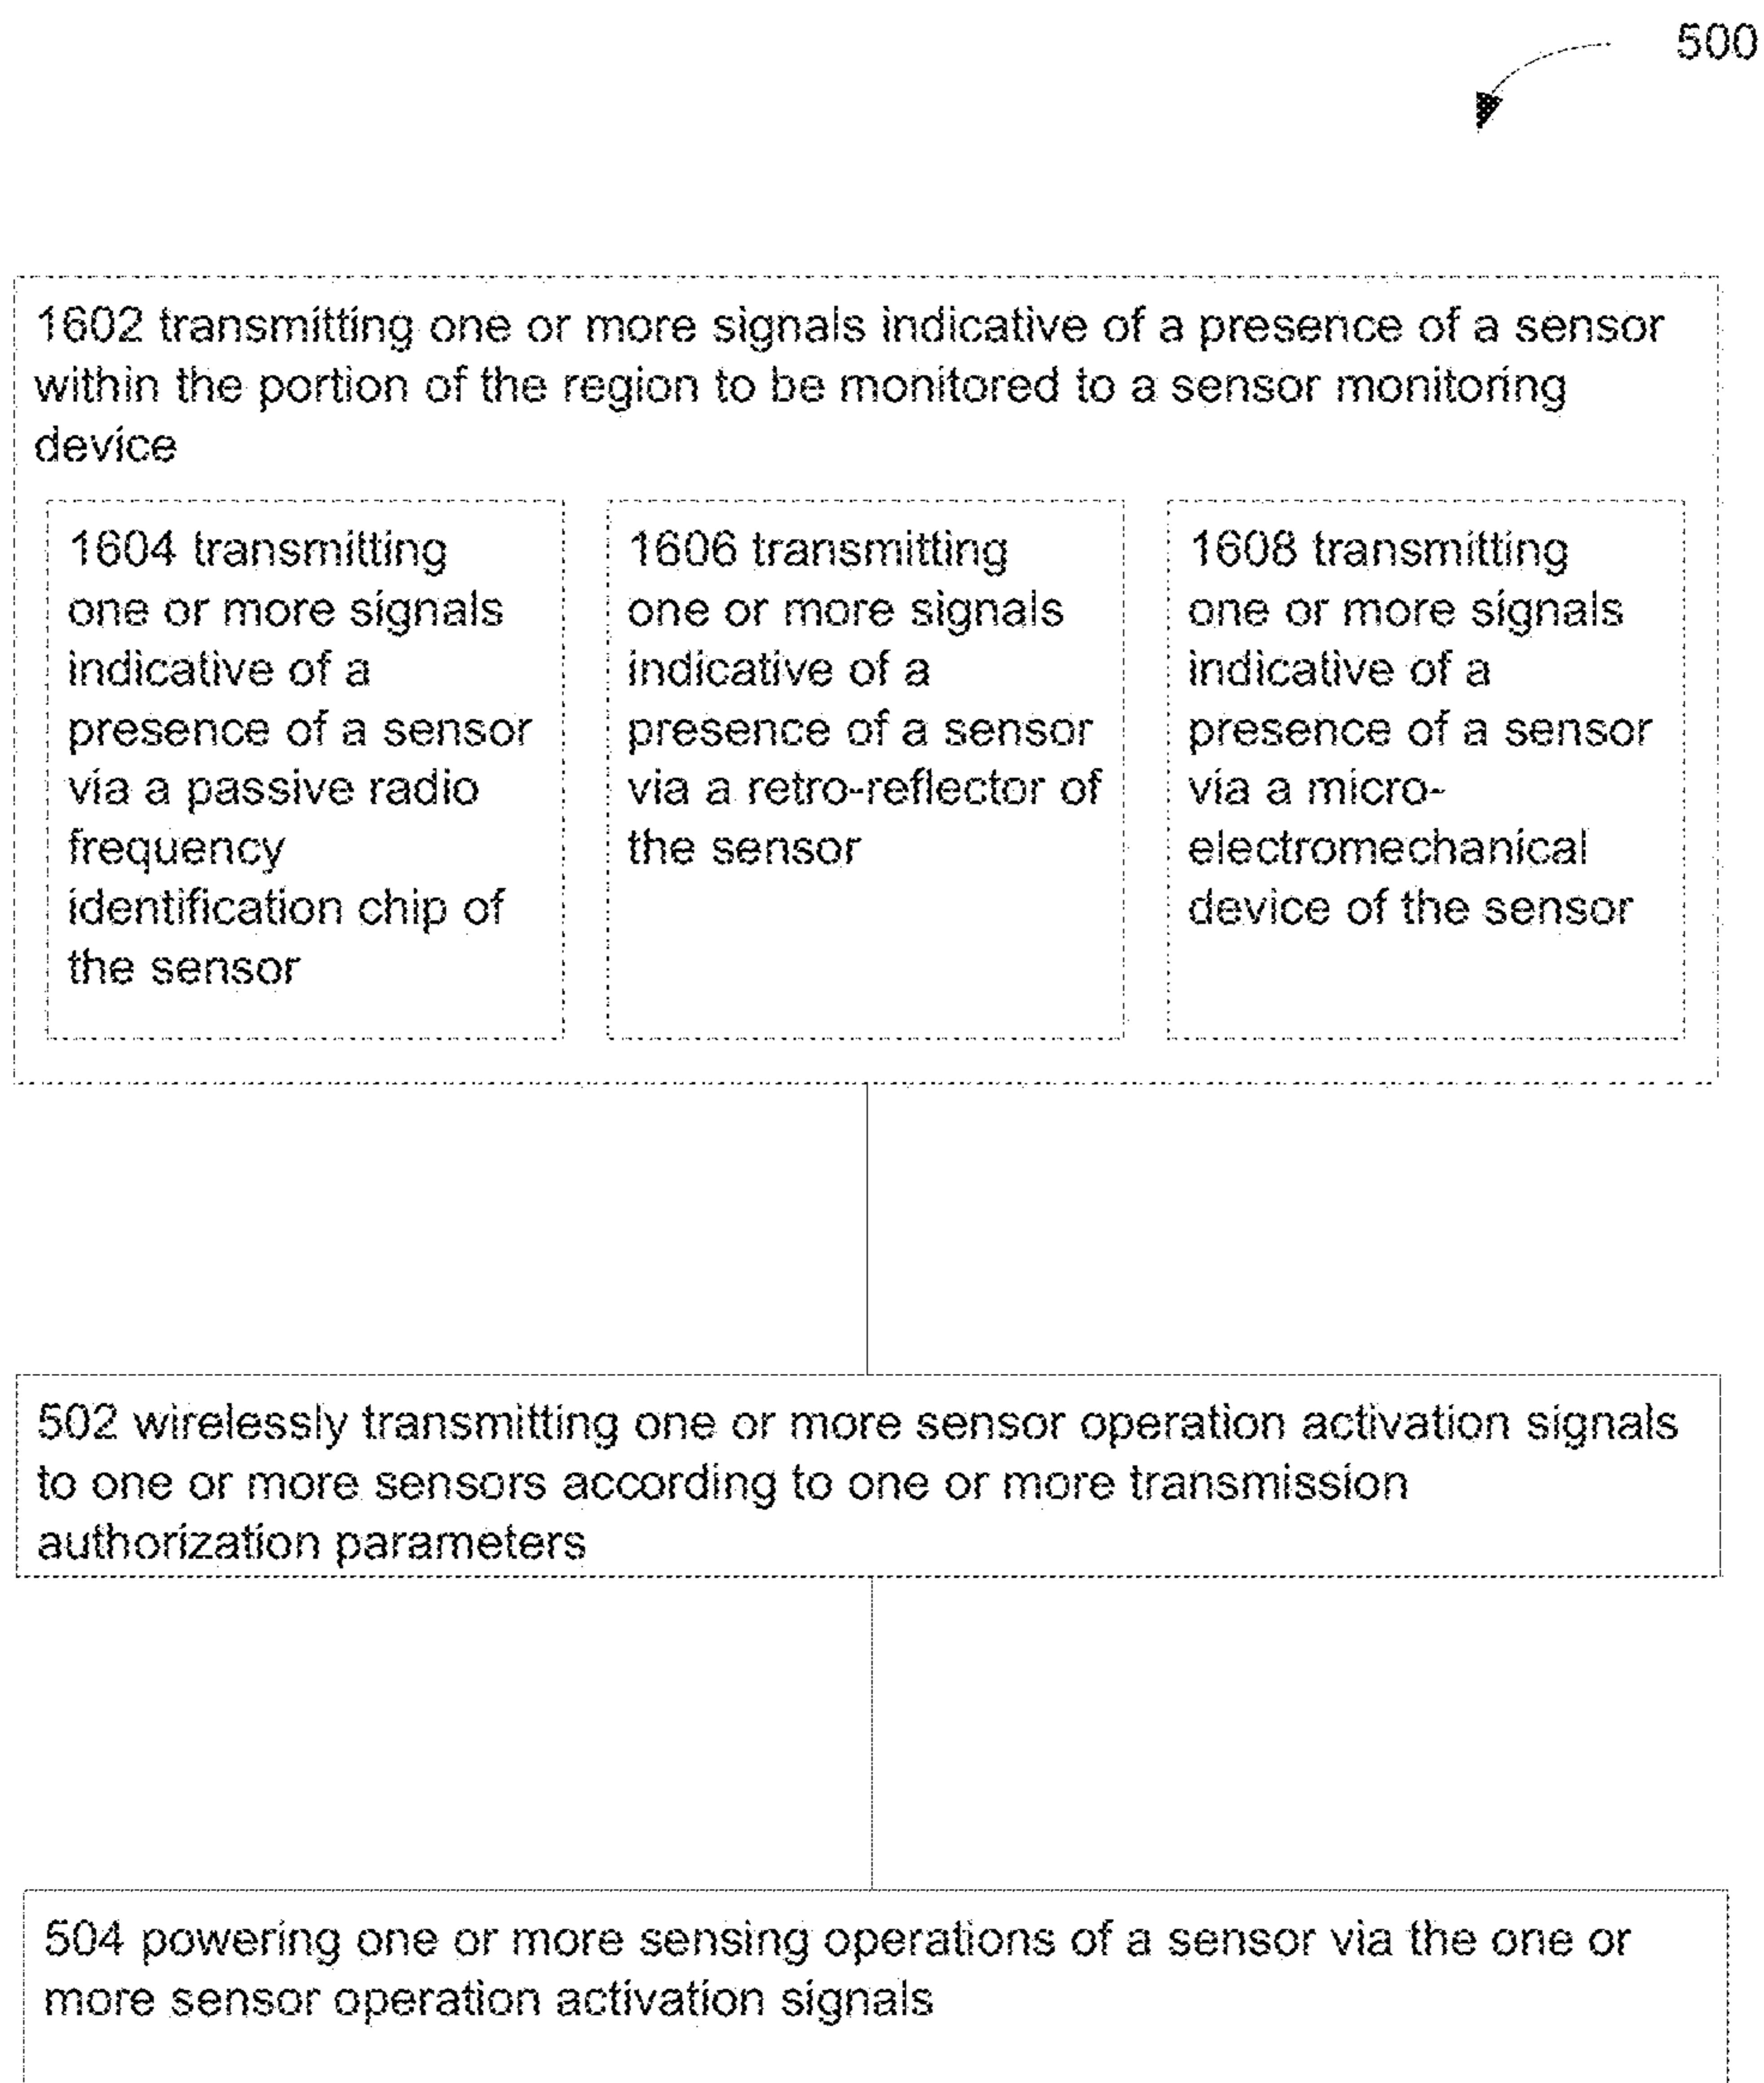 500
1602 transmitting one or more signals indicative of a presence of a sensor
within the portion of the region to be monitored to a sensor monitoring
device
1604 transmitting
one or more signals
indicative of a
presence of a sensor
via a passive radio
frequency
identification chip of
the sensor
1606 transmitting
one or more signals
indicative of a
presence of a sensor
via a retro-reflector of
the sensor
1608 transmitting
one or more signals
indicative of a
presence of a sensor
via a micro-
electromechanical
device of the sensor
502 wirelessly transmitting one or more sensor operation activation signals
to one or more sensors according to one or more transmission
authorization parameters
504 powering one or more sensing operations of a sensor via the one or
more sensor operation activation signals